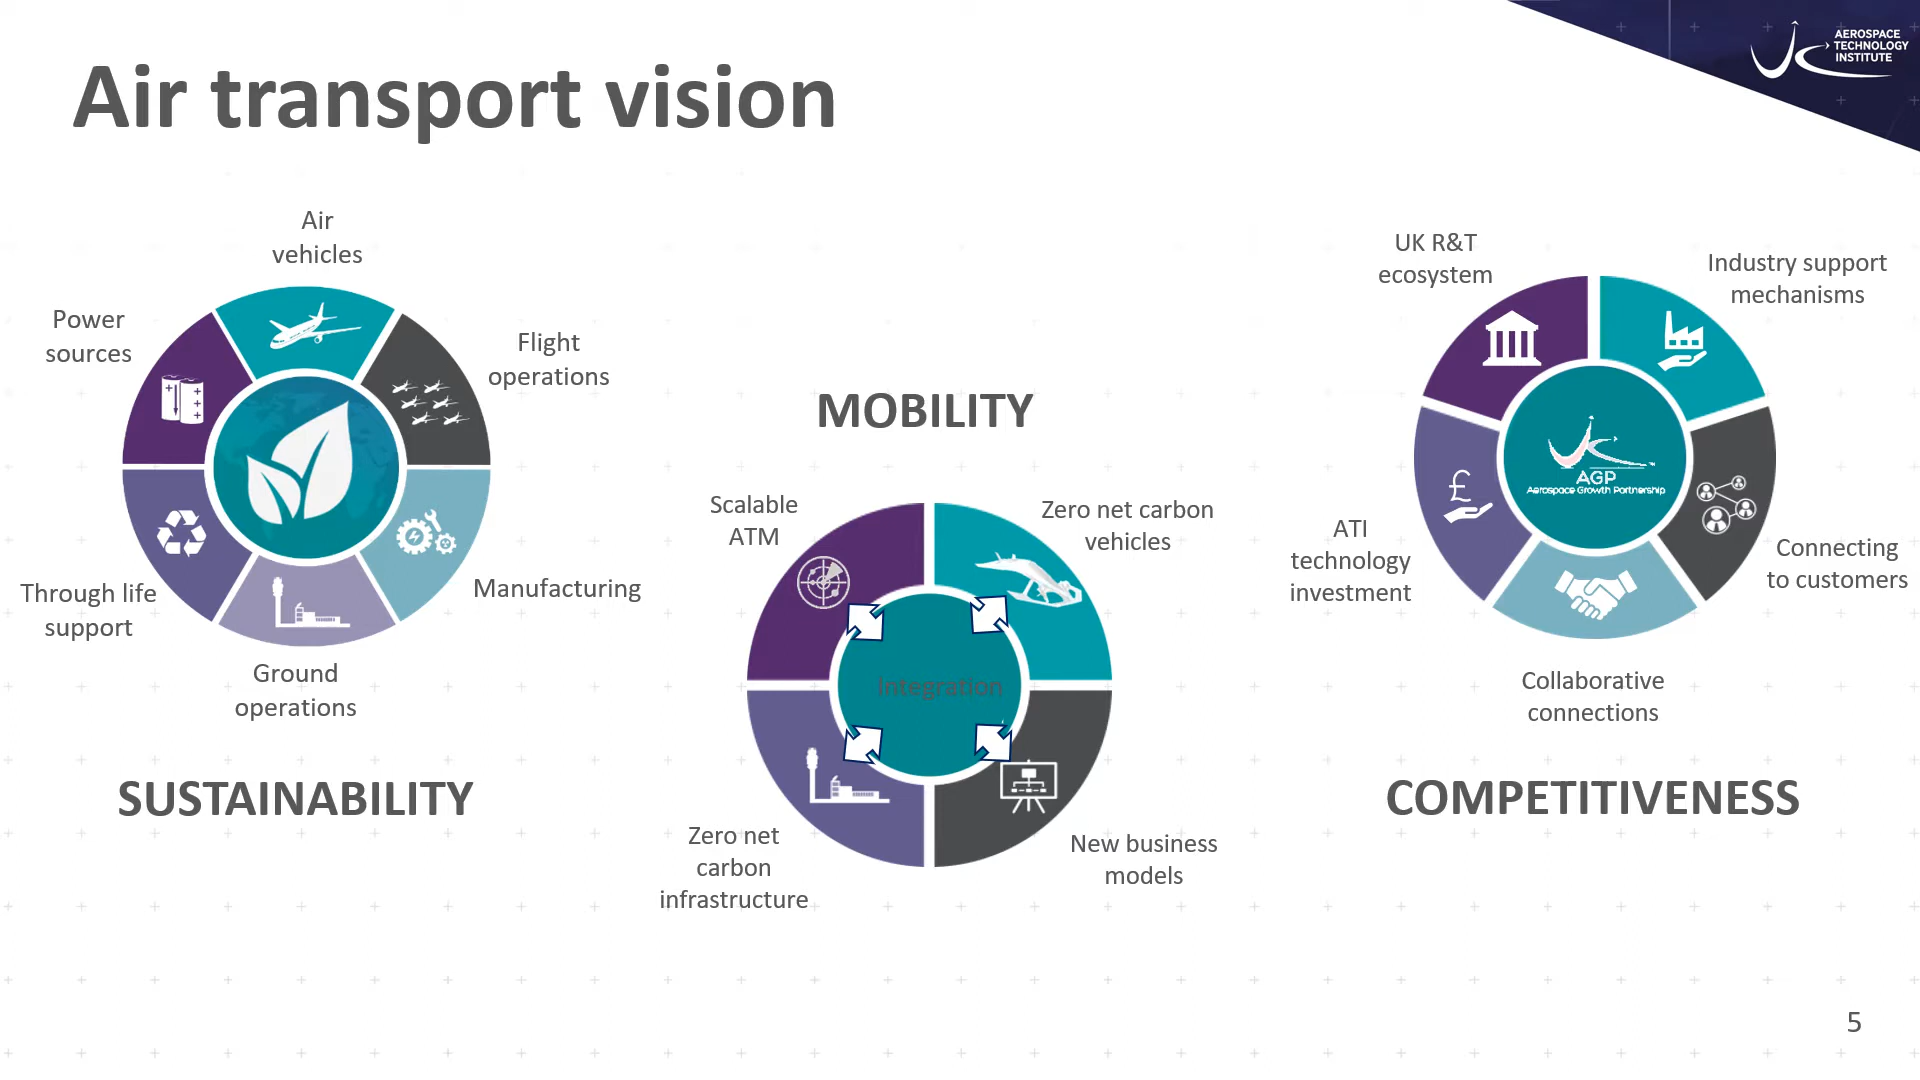 Air transport vision
AEROSPACE
TECHNOLOGY
INSTITUTE
Air
vehicles
Power
sources
Flight
operations
Through life
support
Manufacturing
Ground
operations
SUSTAINABILITY
MOBILITY
Scalable
ATM
Zero net carbon
vehicles
Integration
Zero net
carbon
infrastructure
New business
models
UK R&T
ecosystem
Industry support
mechanisms
£
AGP
Aerospace Growth Partnership
ATI
technology
investment
Connecting
to customers
Collaborative
connections
COMPETITIVENESS
5